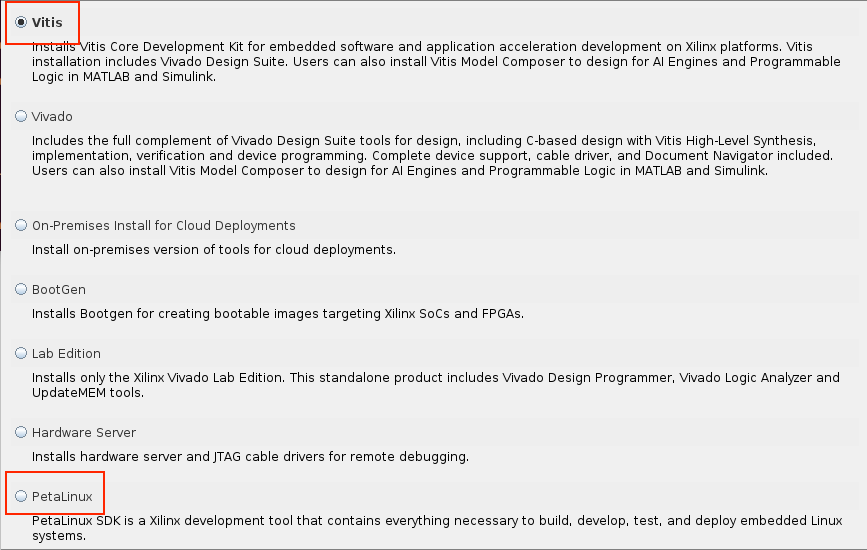 Vitis
Installs Vitis Core Development Kit for embedded software and application acceleration development on Xilinx platforms. Vitis
installation includes Vivado Design Suite. Users can also install Vitis Model Composer to design for AI Engines and Programmable
Logic in MATLAB and Simulink.
Vivado
Includes the full complement of Vivado Design Suite tools for design, including C-based design with Vitis High-Level Synthesis,
implementation, verification and device programming. Complete device support, cable driver, and Document Navigator included.
Users can also install Vitis Model Composer to design for AI Engines and Programmable Logic in MATLAB and Simulink.
On-Premises Install for Cloud Deployments
Install on-premises version of tools for cloud deployments.
BootGen
Installs Bootgen for creating bootable images targeting Xilinx SoCs and FPGAs.
Lab Edition
Installs only the Xilinx Vivado Lab Edition. This standalone product includes Vivado Design Programmer, Vivado Logic Analyzer and
UpdateMEM tools.
Hardware Server
Installs hardware server and JTAG cable drivers for remote debugging.
PetaLinux
PetaLinux SDK is a Xilinx development tool that contains everything necessary to build, develop, test, and deploy embedded Linux
systems.